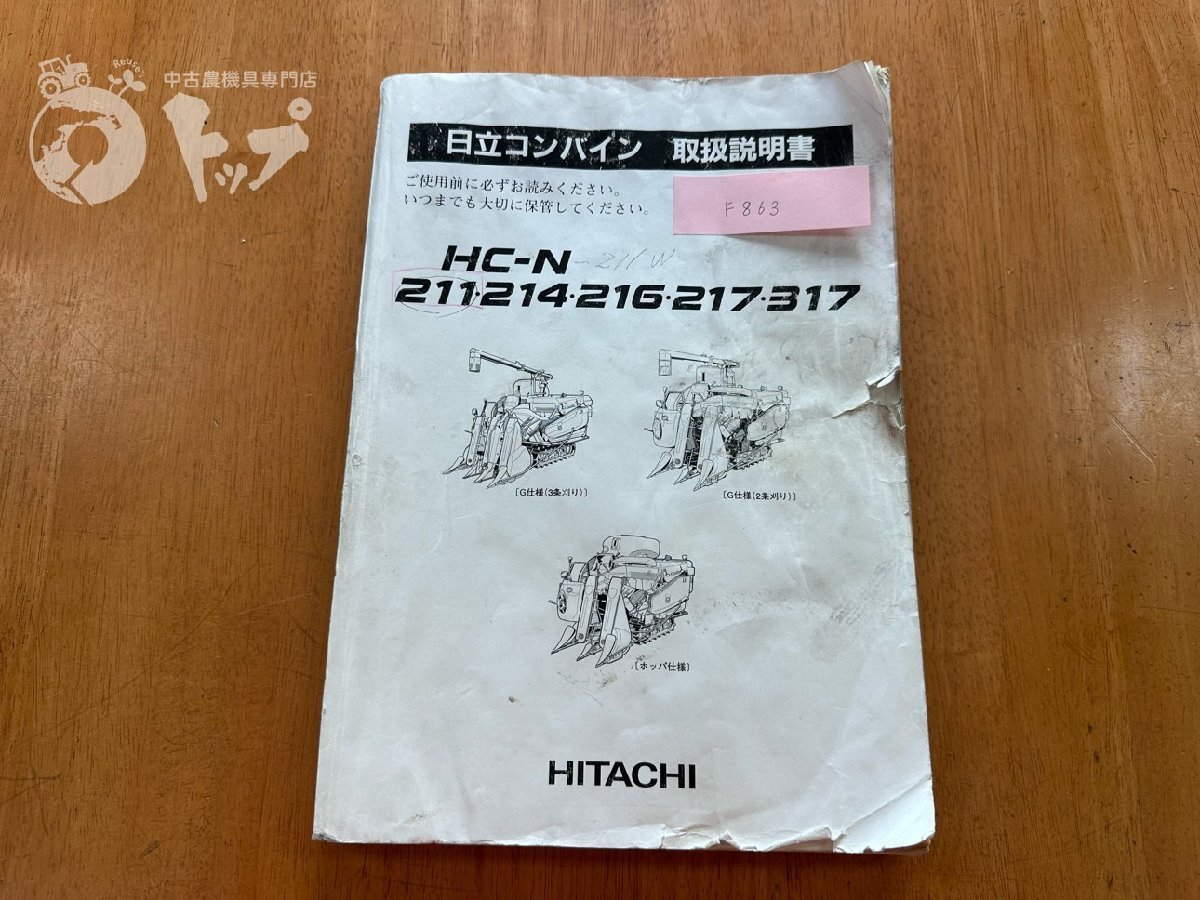 Reuse!
中古農機具専門店
トップ
日立コンバイン 取扱説明書
ご使用前に必ずお読みください。
いつまでも大切に保管してください。
F863
HC-N -211W
211・214・216・217・317
〔G仕様(3条刈り)〕
〔G仕様(2条刈り)〕
〔ホッパ仕様〕
HITACHI